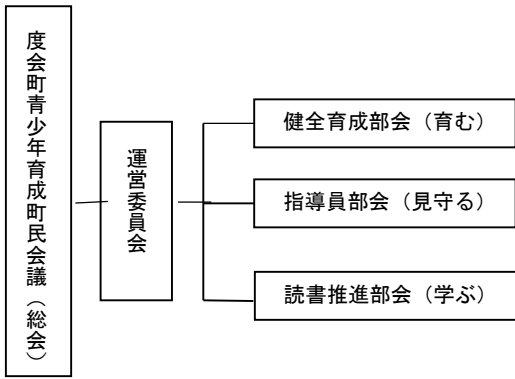 度会町青少年育成町民会議（総会）
運営委員会
健全育成部会（育む）
指導員部会（見守る）
読書推進部会（学ぶ）